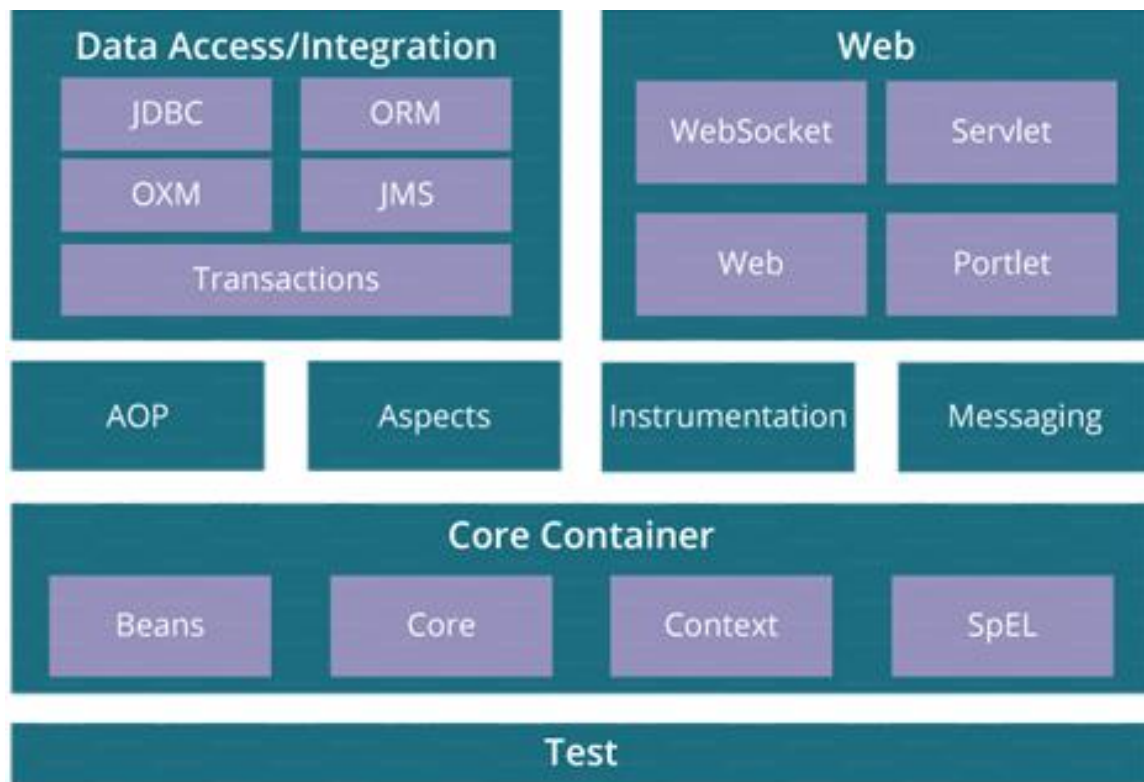 Data Access/Integration
JDBC
ORM
OXM
JMS
Transactions
Web
WebSocket
Servlet
Web
Portlet
AOP
Aspects
Instrumentation
Messaging
Core Container
Beans
Core
Context
SpEL
Test